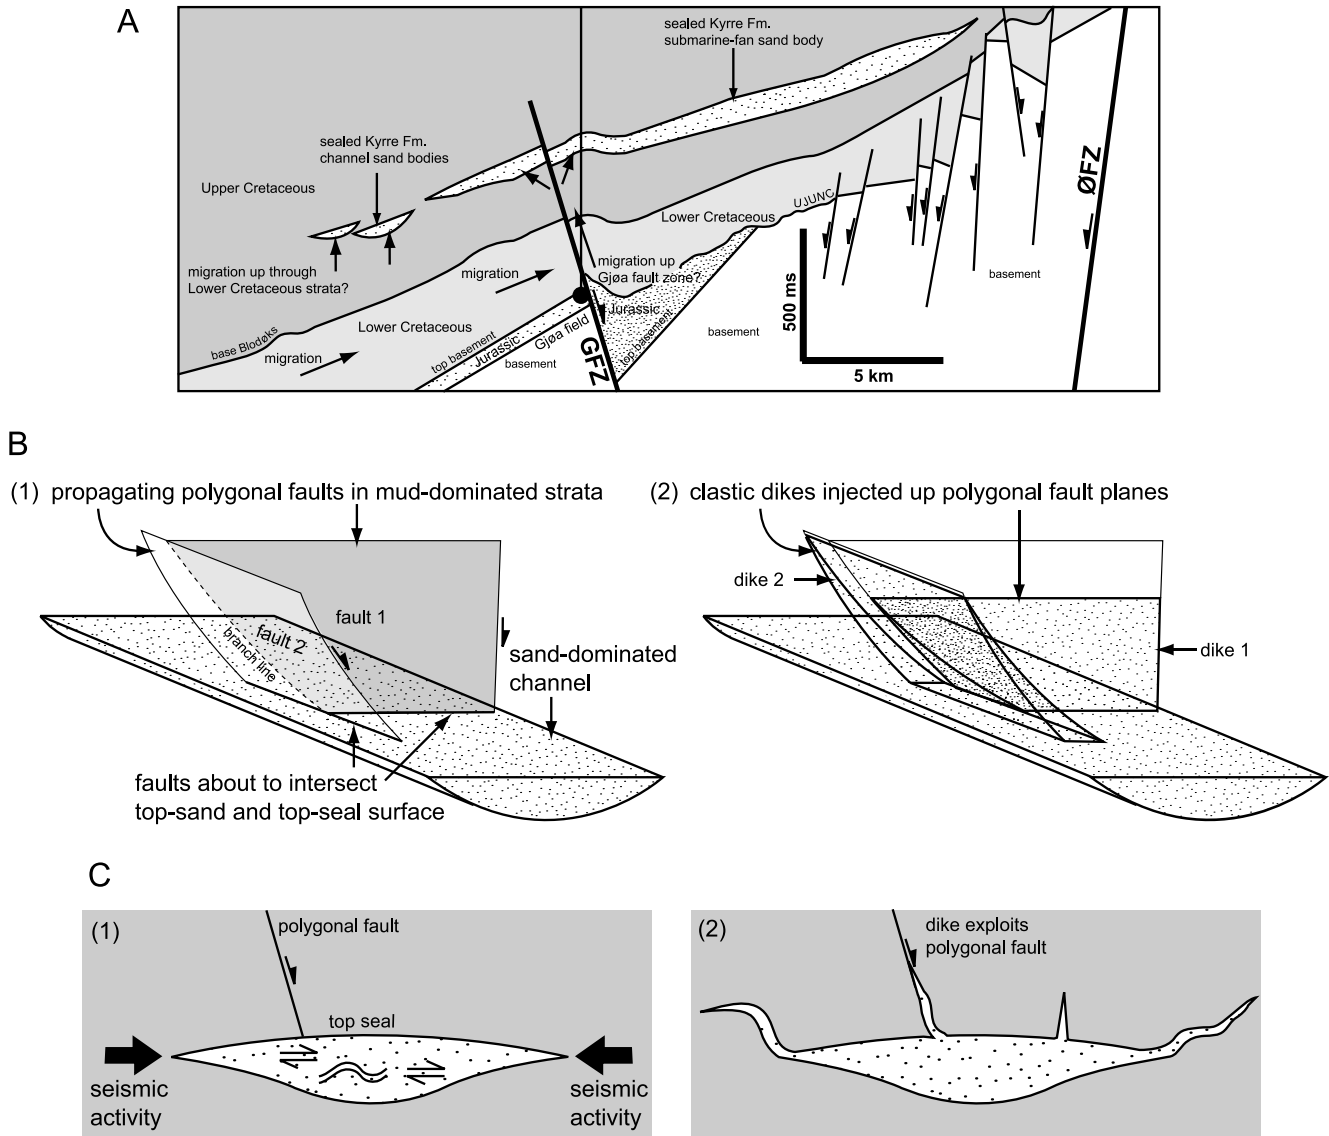 A
sealed Kyrre Fm.
submarine-fan sand body
sealed Kyrre Fm.
channel sand bodies
Upper Cretaceous
ØFZ
UJUNC
Lower Cretaceous
migration up through
Lower Cretaceous strata?
migration
migration up
Gjøa fault zone?
basement
500 ms
Jurassic
base Blodøks
Lower Cretaceous
migration
top basement
Jurassic
Gjøa field
basement
GFZ
top basement
basement
5 km
B
(1) propagating polygonal faults in mud-dominated strata
fault 1
fault 2
branch line
sand-dominated
channel
faults about to intersect
top-sand and top-seal surface
(2) clastic dikes injected up polygonal fault planes
dike 2
dike 1
C
(1)
polygonal fault
top seal
seismic
activity
seismic
activity
(2)
dike exploits
polygonal fault